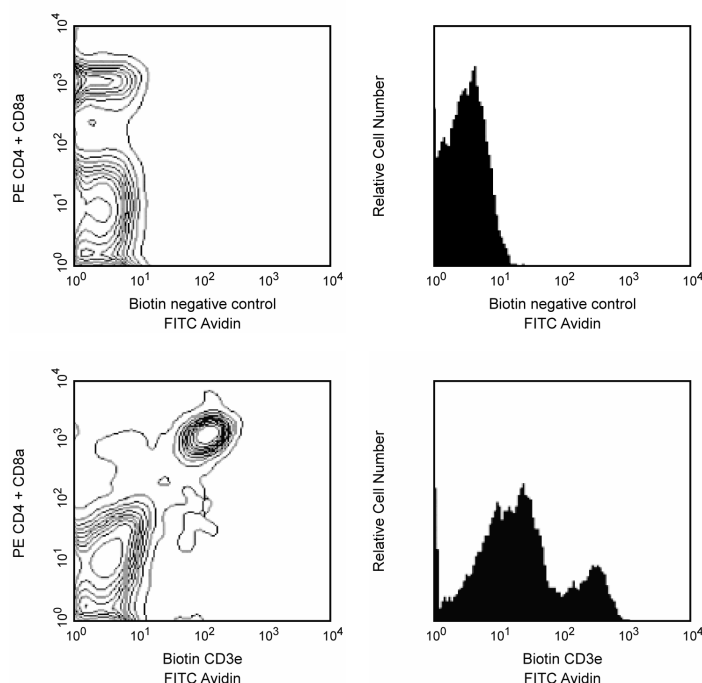 10⁴
10³
10²
10¹
10⁰
PE CD4 + CD8a
10⁰ 10¹ 10² 10³ 10⁴
Biotin negative control
FITC Avidin
Relative Cell Number
10⁰ 10¹ 10² 10³ 10⁴
Biotin negative control
FITC Avidin
10⁴
10³
10²
10¹
10⁰
PE CD4 + CD8a
10⁰ 10¹ 10² 10³ 10⁴
Biotin CD3e
FITC Avidin
Relative Cell Number
10⁰ 10¹ 10² 10³ 10⁴
Biotin CD3e
FITC Avidin